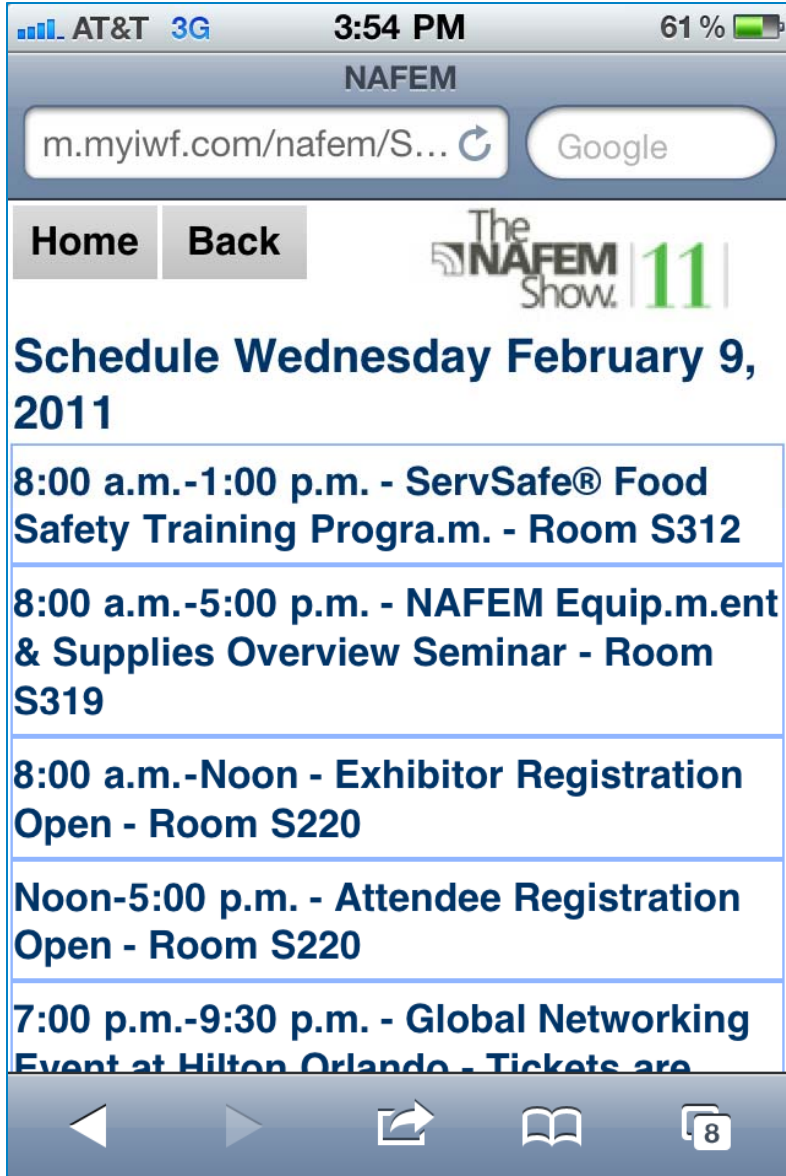 AT&T 3G 3:54 PM 61 %
NAFEM
m.myiwf.com/nafem/S... Google
Home Back
The
NAFEM
Show. 11
Schedule Wednesday February 9,
2011
8:00 a.m.-1:00 p.m. - ServSafe® Food
Safety Training Progra.m. - Room S312
8:00 a.m.-5:00 p.m. - NAFEM Equip.m.ent
& Supplies Overview Seminar - Room
S319
8:00 a.m.-Noon - Exhibitor Registration
Open - Room S220
Noon-5:00 p.m. - Attendee Registration
Open - Room S220
7:00 p.m.-9:30 p.m. - Global Networking
Event at Hilton Orlando - Tickets are
8